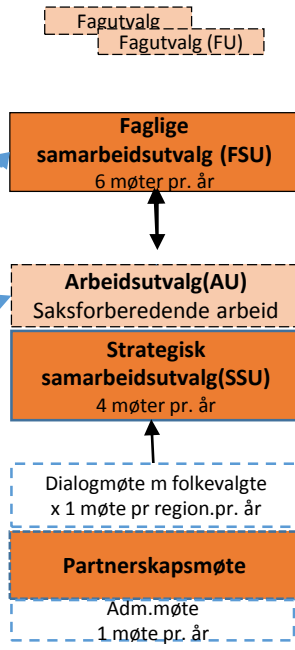 Fagutvalg
Fagutvalg (FU)
Faglige
samarbeidsutvalg (FSU)
6 møter pr. år
Arbeidsutvalg(AU)
Saksforberedende arbeid
Strategisk
samarbeidsutvalg(SSU)
4 møter pr. år
Dialogmøte m folkevalgte
x 1 møte pr region.pr. år
Partnerskapsmøte
Adm.møte
1 møte pr. år